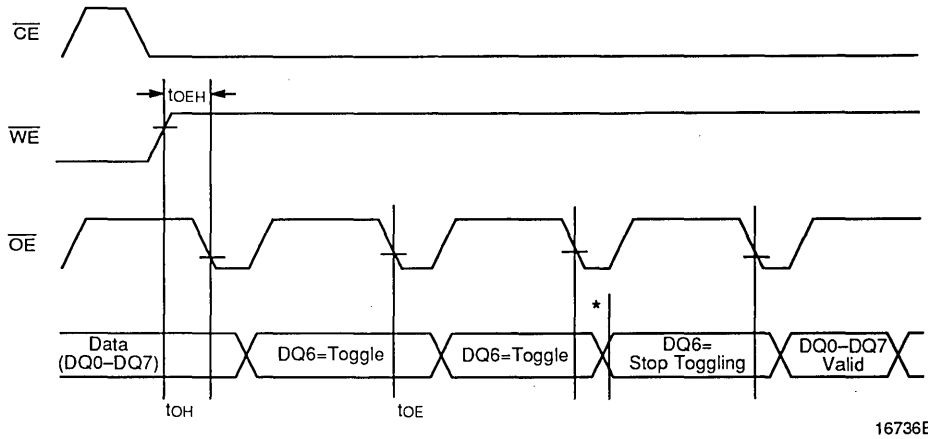 CE
tOEH
WE
OE
*
Data
(DQ0–DQ7)
DQ6=Toggle
DQ6=Toggle
DQ6=
Stop Toggling
DQ0–DQ7
Valid
tOH
tOE
16736E